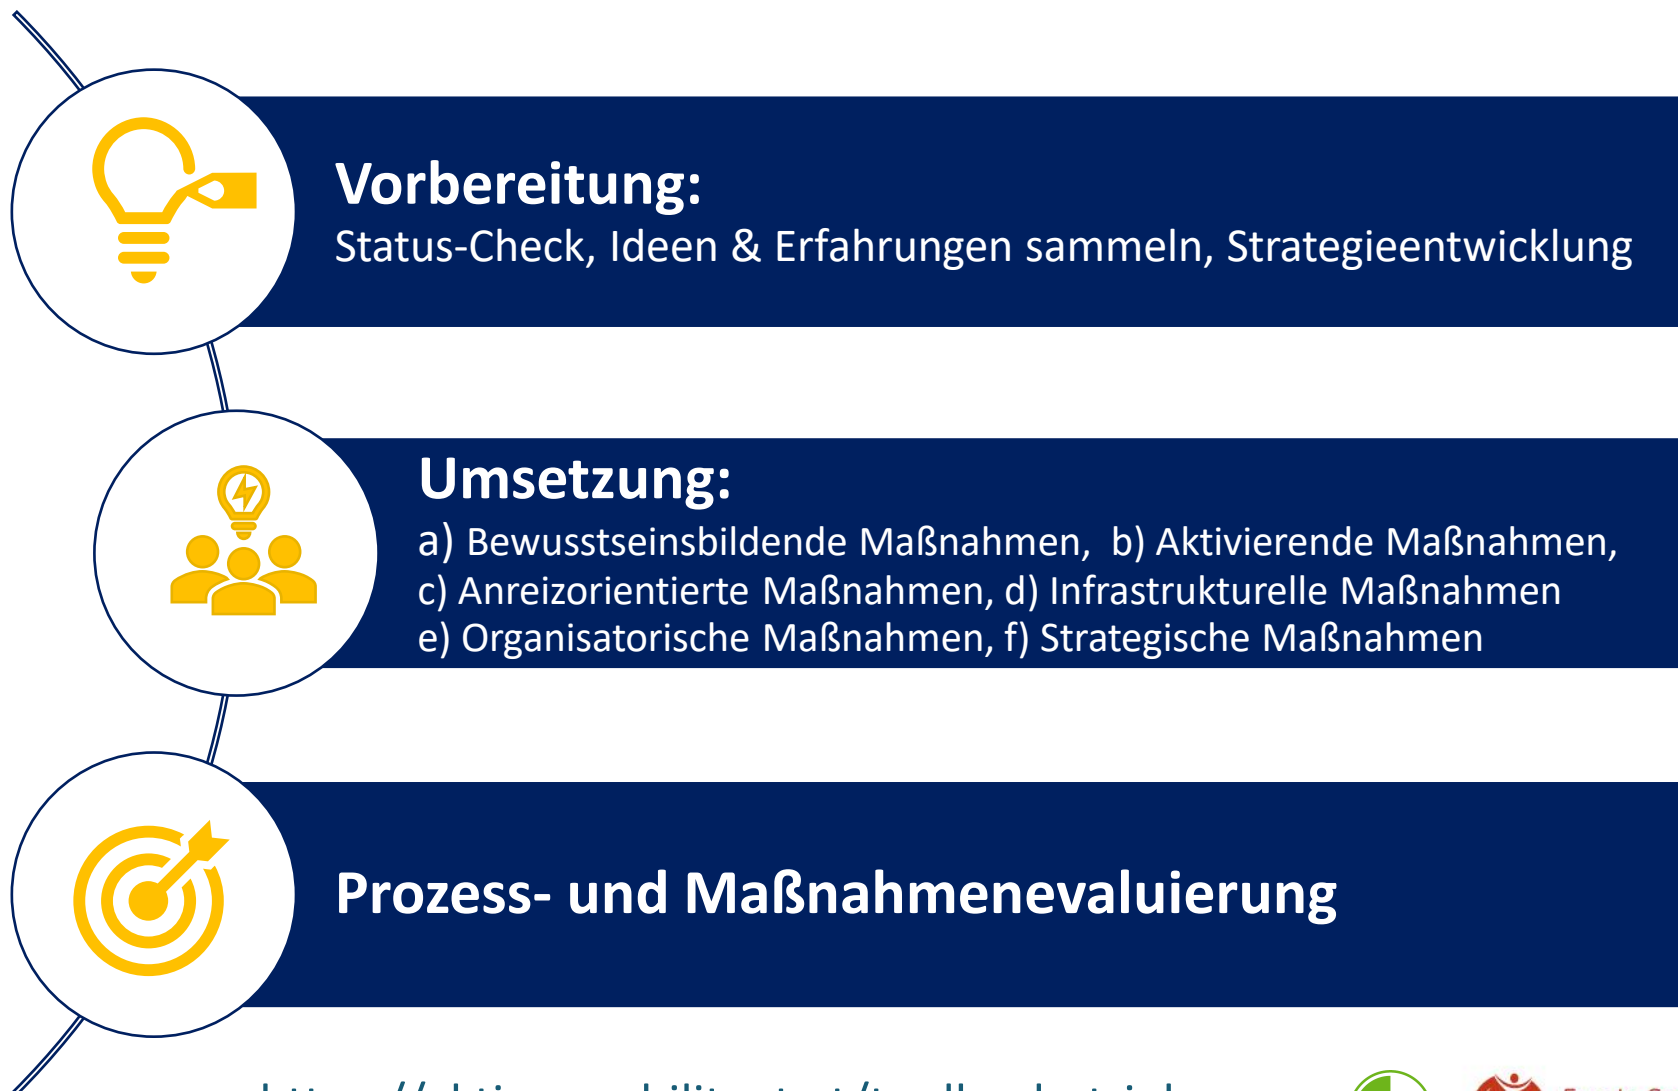 Vorbereitung:
Status-Check, Ideen & Erfahrungen sammeln, Strategieentwicklung
Umsetzung:
a) Bewusstseinsbildende Maßnahmen, b) Aktivierende Maßnahmen,
c) Anreizorientierte Maßnahmen, d) Infrastrukturelle Maßnahmen
e) Organisatorische Maßnahmen, f) Strategische Maßnahmen
Prozess- und Maßnahmenevaluierung